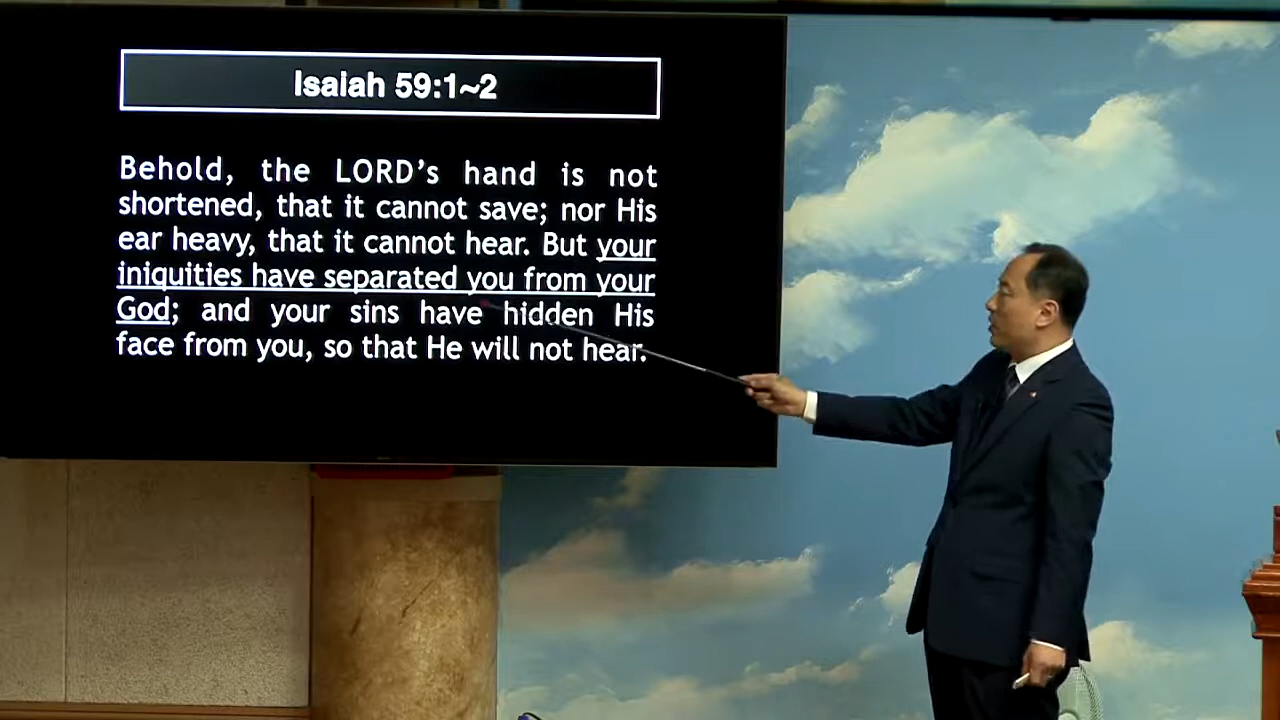 Isaiah 59:1~2
Behold, the LORD's hand is not
shortened, that it cannot save; nor His
ear heavy, that it cannot hear. But your
iniquities have separated you from your
God; and your sins have hidden His
face from you, so that He will not hear.